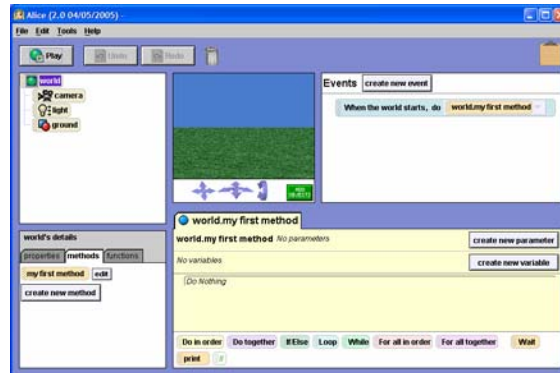 Alice (2.0 04/05/2005) -
File Edit Tools Help
Play Undo Redo
world
camera
light
ground
ADD OBJECTS
Events create new event
When the world starts, do world.my first method
world's details
properties methods functions
my first method edit
create new method
world.my first method
world.my first method No parameters create new parameter
No variables create new variable
Do Nothing
Do in order Do together If/Else Loop While For all in order For all together Wait
print //